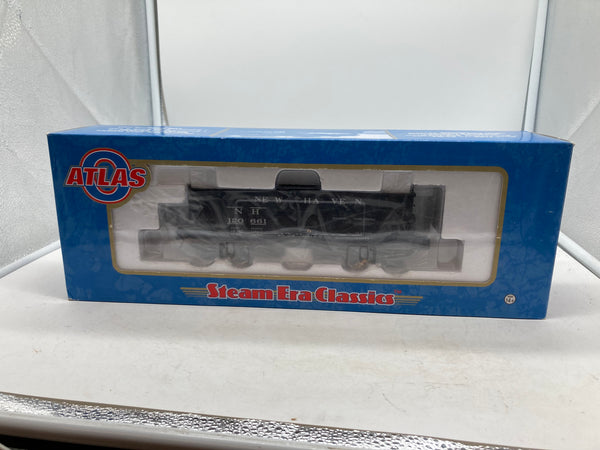 ATLAS
O
NEW HAVEN
N H
120 661
Steam Era Classics